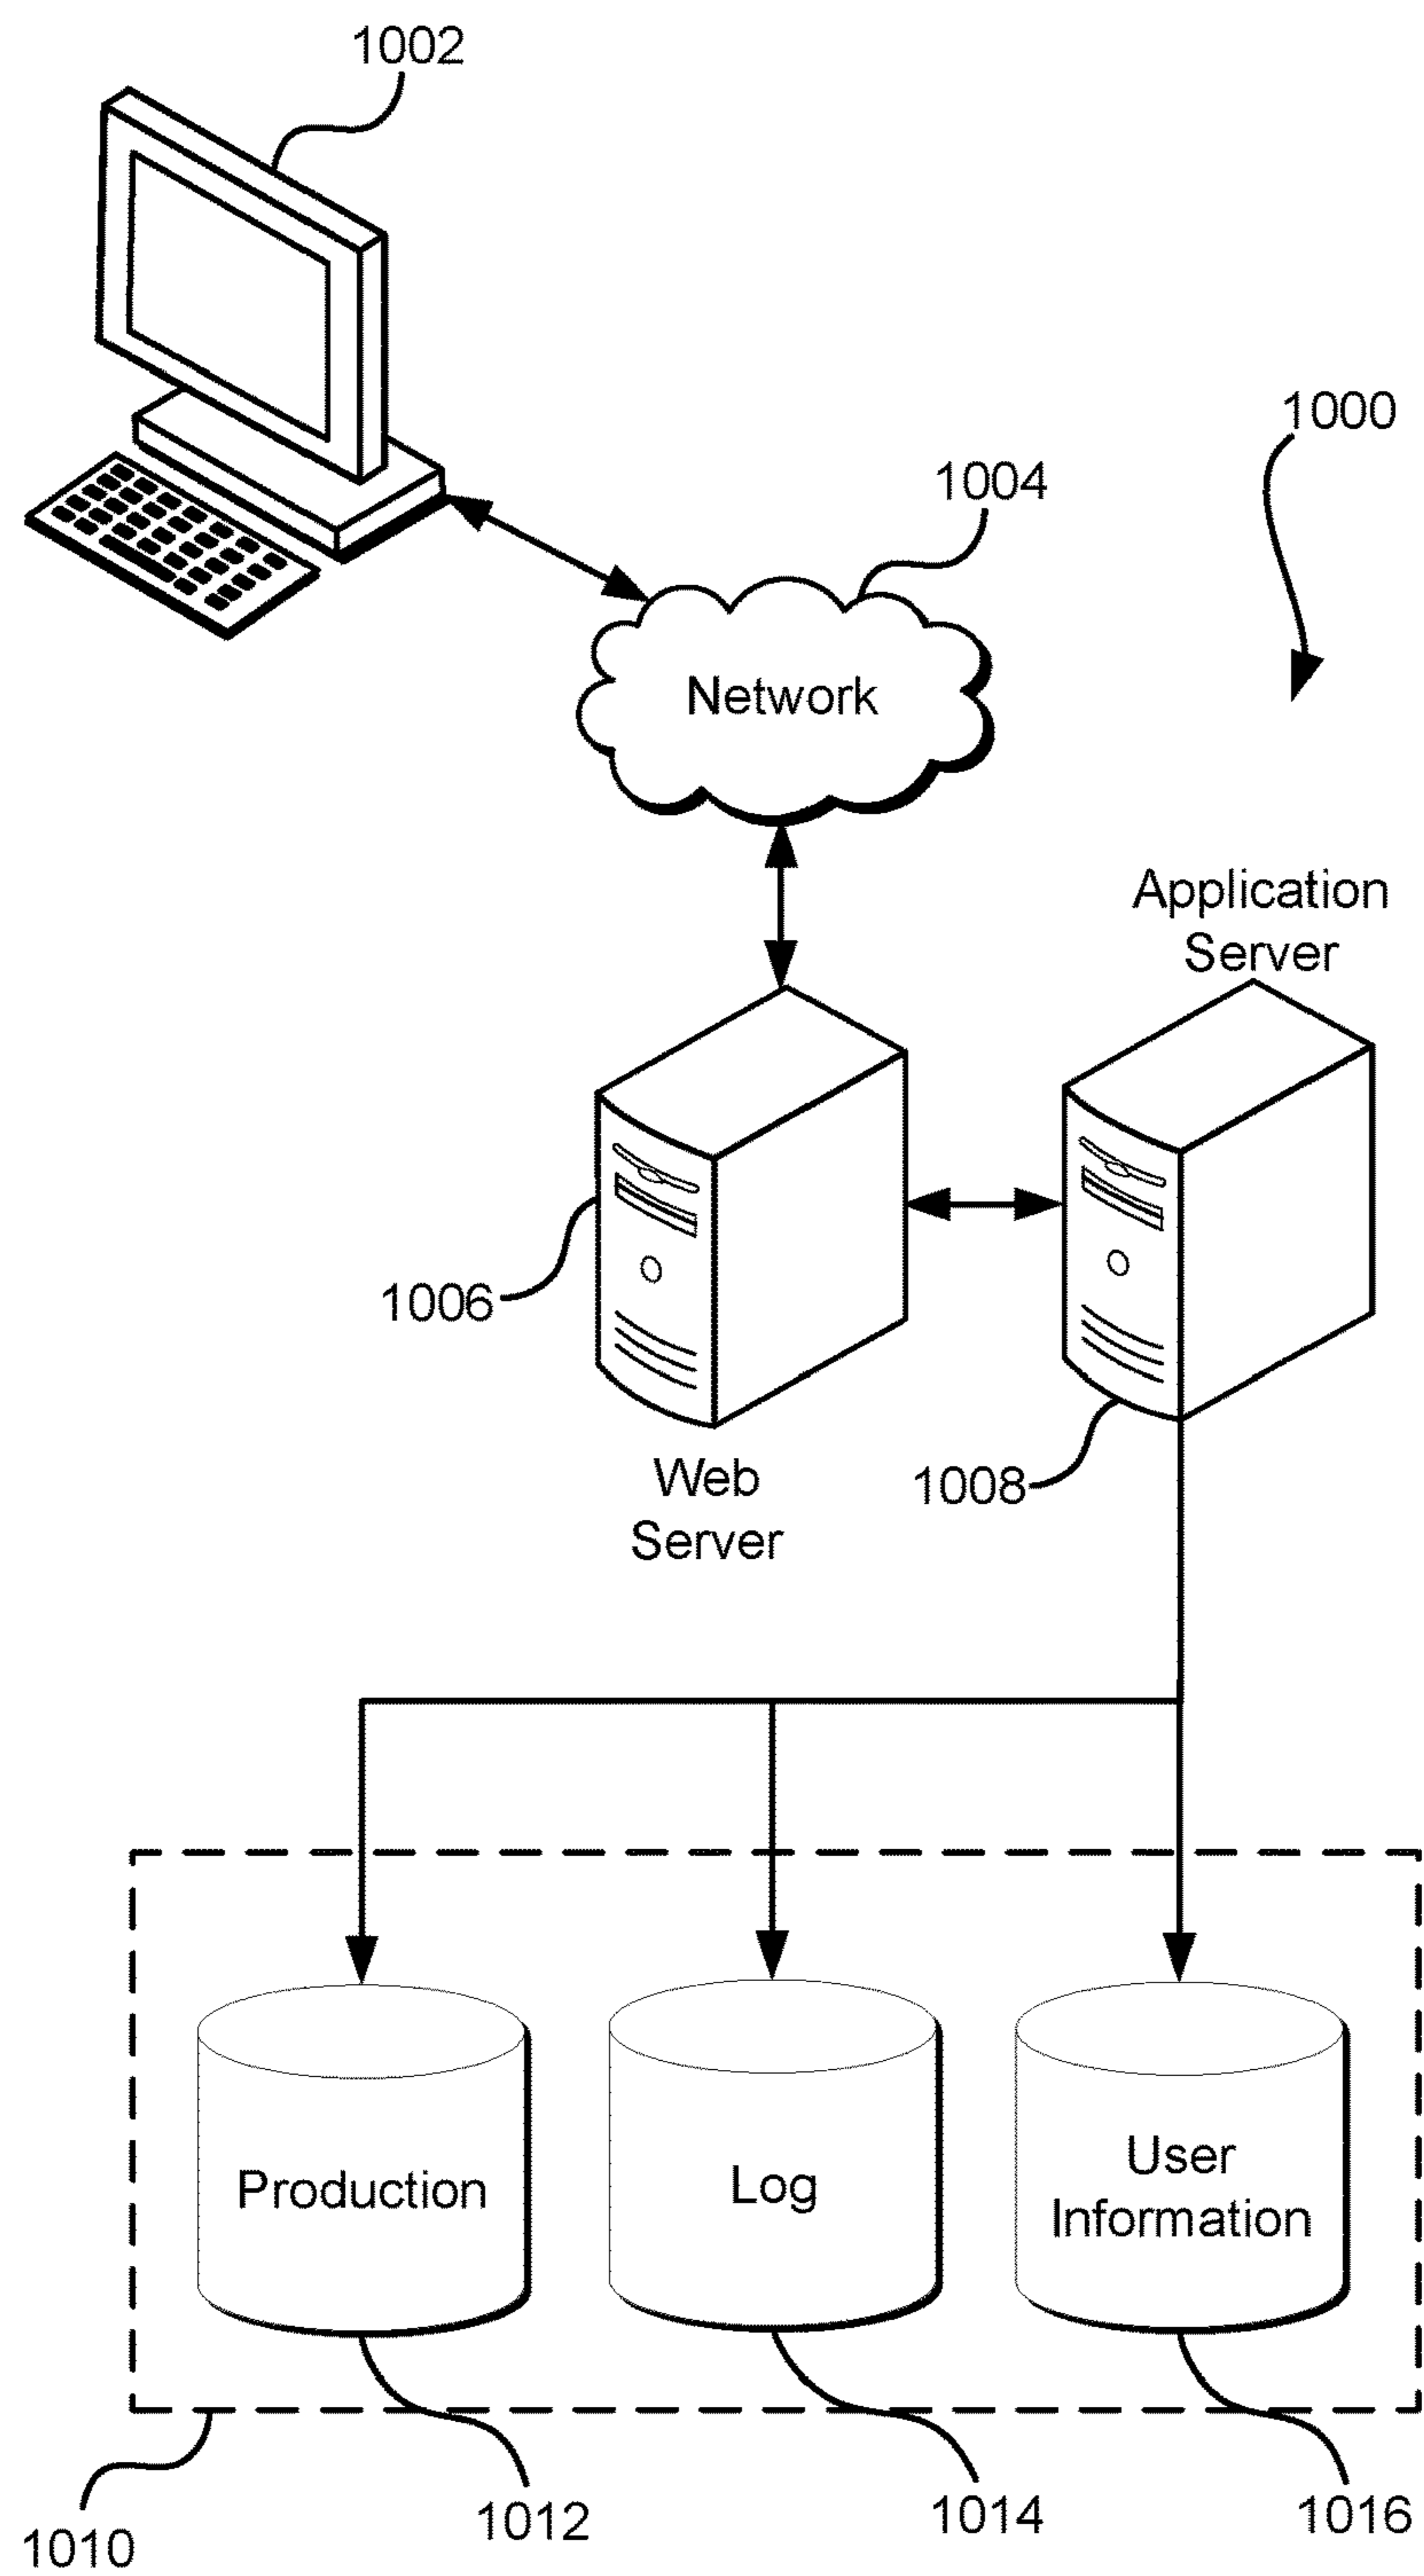 1002
1000
1004
Network
Application
Server
1006
Web
Server
1008
Production
Log
User
Information
1010
1012
1014
1016